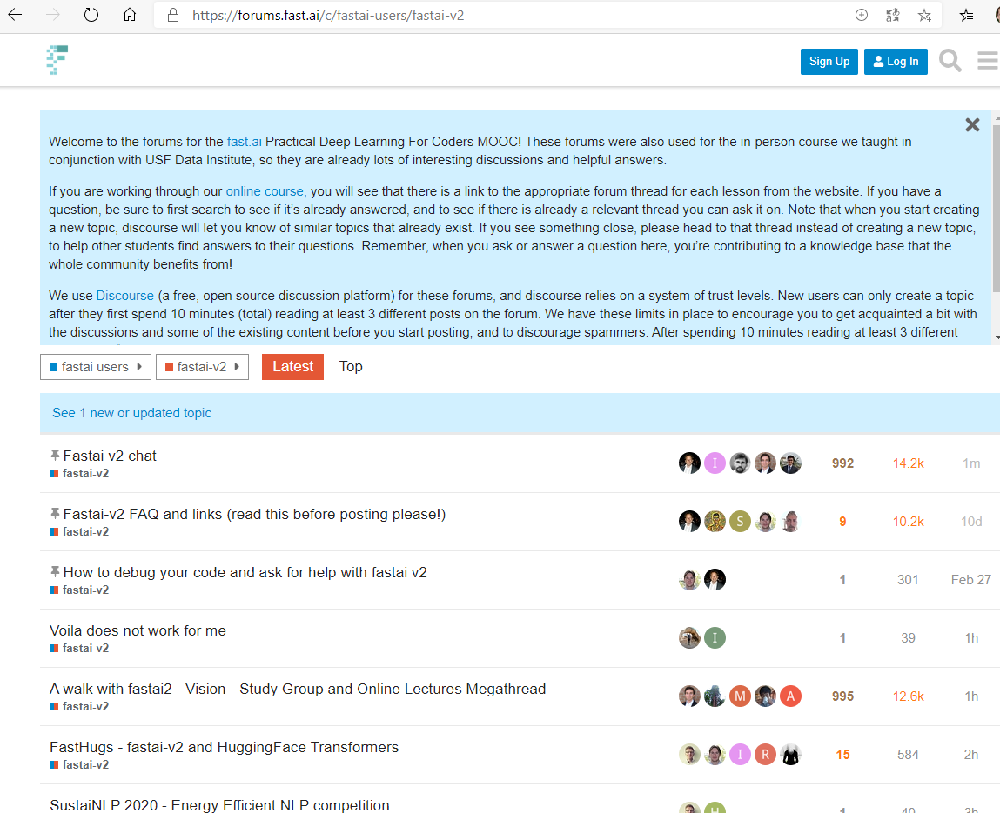 https://forums.fast.ai/c/fastai-users/fastai-v2
Sign Up
Log In
Welcome to the forums for the fast.ai Practical Deep Learning For Coders MOOC! These forums were also used for the in-person course we taught in
conjunction with USF Data Institute, so they are already lots of interesting discussions and helpful answers.
If you are working through our online course, you will see that there is a link to the appropriate forum thread for each lesson from the website. If you have a
question, be sure to first search to see if it's already answered, and to see if there is already a relevant thread you can ask it on. Note that when you start creating
a new topic, discourse will let you know of similar topics that already exist. If you see something close, please head to that thread instead of creating a new topic,
to help other students find answers to their questions. Remember, when you ask or answer a question here, you're contributing to a knowledge base that the
whole community benefits from!
We use Discourse (a free, open source discussion platform) for these forums, and discourse relies on a system of trust levels. New users can only create a topic
after they first spend 10 minutes (total) reading at least 3 different posts on the forum. We have these limits in place to encourage you to get acquainted a bit with
the discussions and some of the existing content before you start posting, and to discourage spammers. After spending 10 minutes reading at least 3 different
fastai users fastai-v2 Latest Top
See 1 new or updated topic
Fastai v2 chat I 992 14.2k 1m
fastai-v2
Fastai-v2 FAQ and links (read this before posting please!) S 9 10.2k 10d
fastai-v2
How to debug your code and ask for help with fastai v2 1 301 Feb 27
fastai-v2
Voila does not work for me I 1 39 1h
fastai-v2
A walk with fastai2 - Vision - Study Group and Online Lectures Megathread M A 995 12.6k 1h
fastai-v2
FastHugs - fastai-v2 and HuggingFace Transformers I R 15 584 2h
fastai-v2
SustaiNLP 2020 - Energy Efficient NLP competition